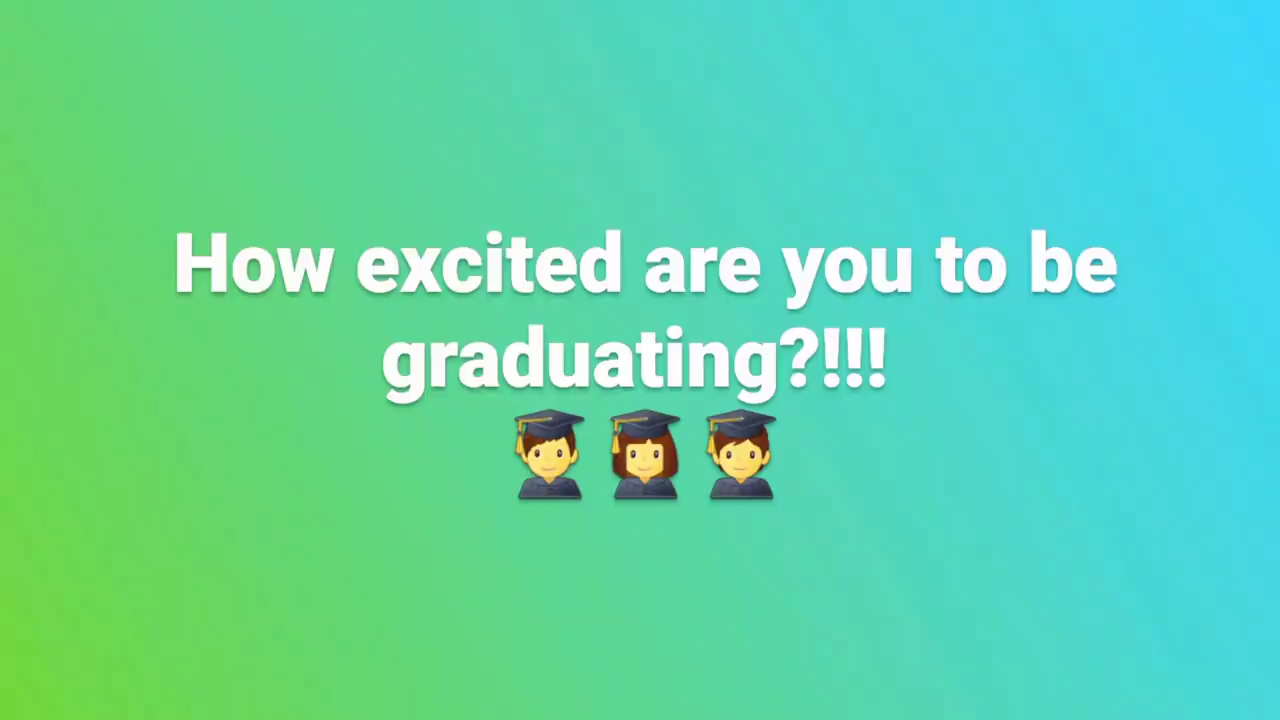 How excited are you to be
graduating?!!!
👨‍🎓👩‍🎓🧑‍🎓